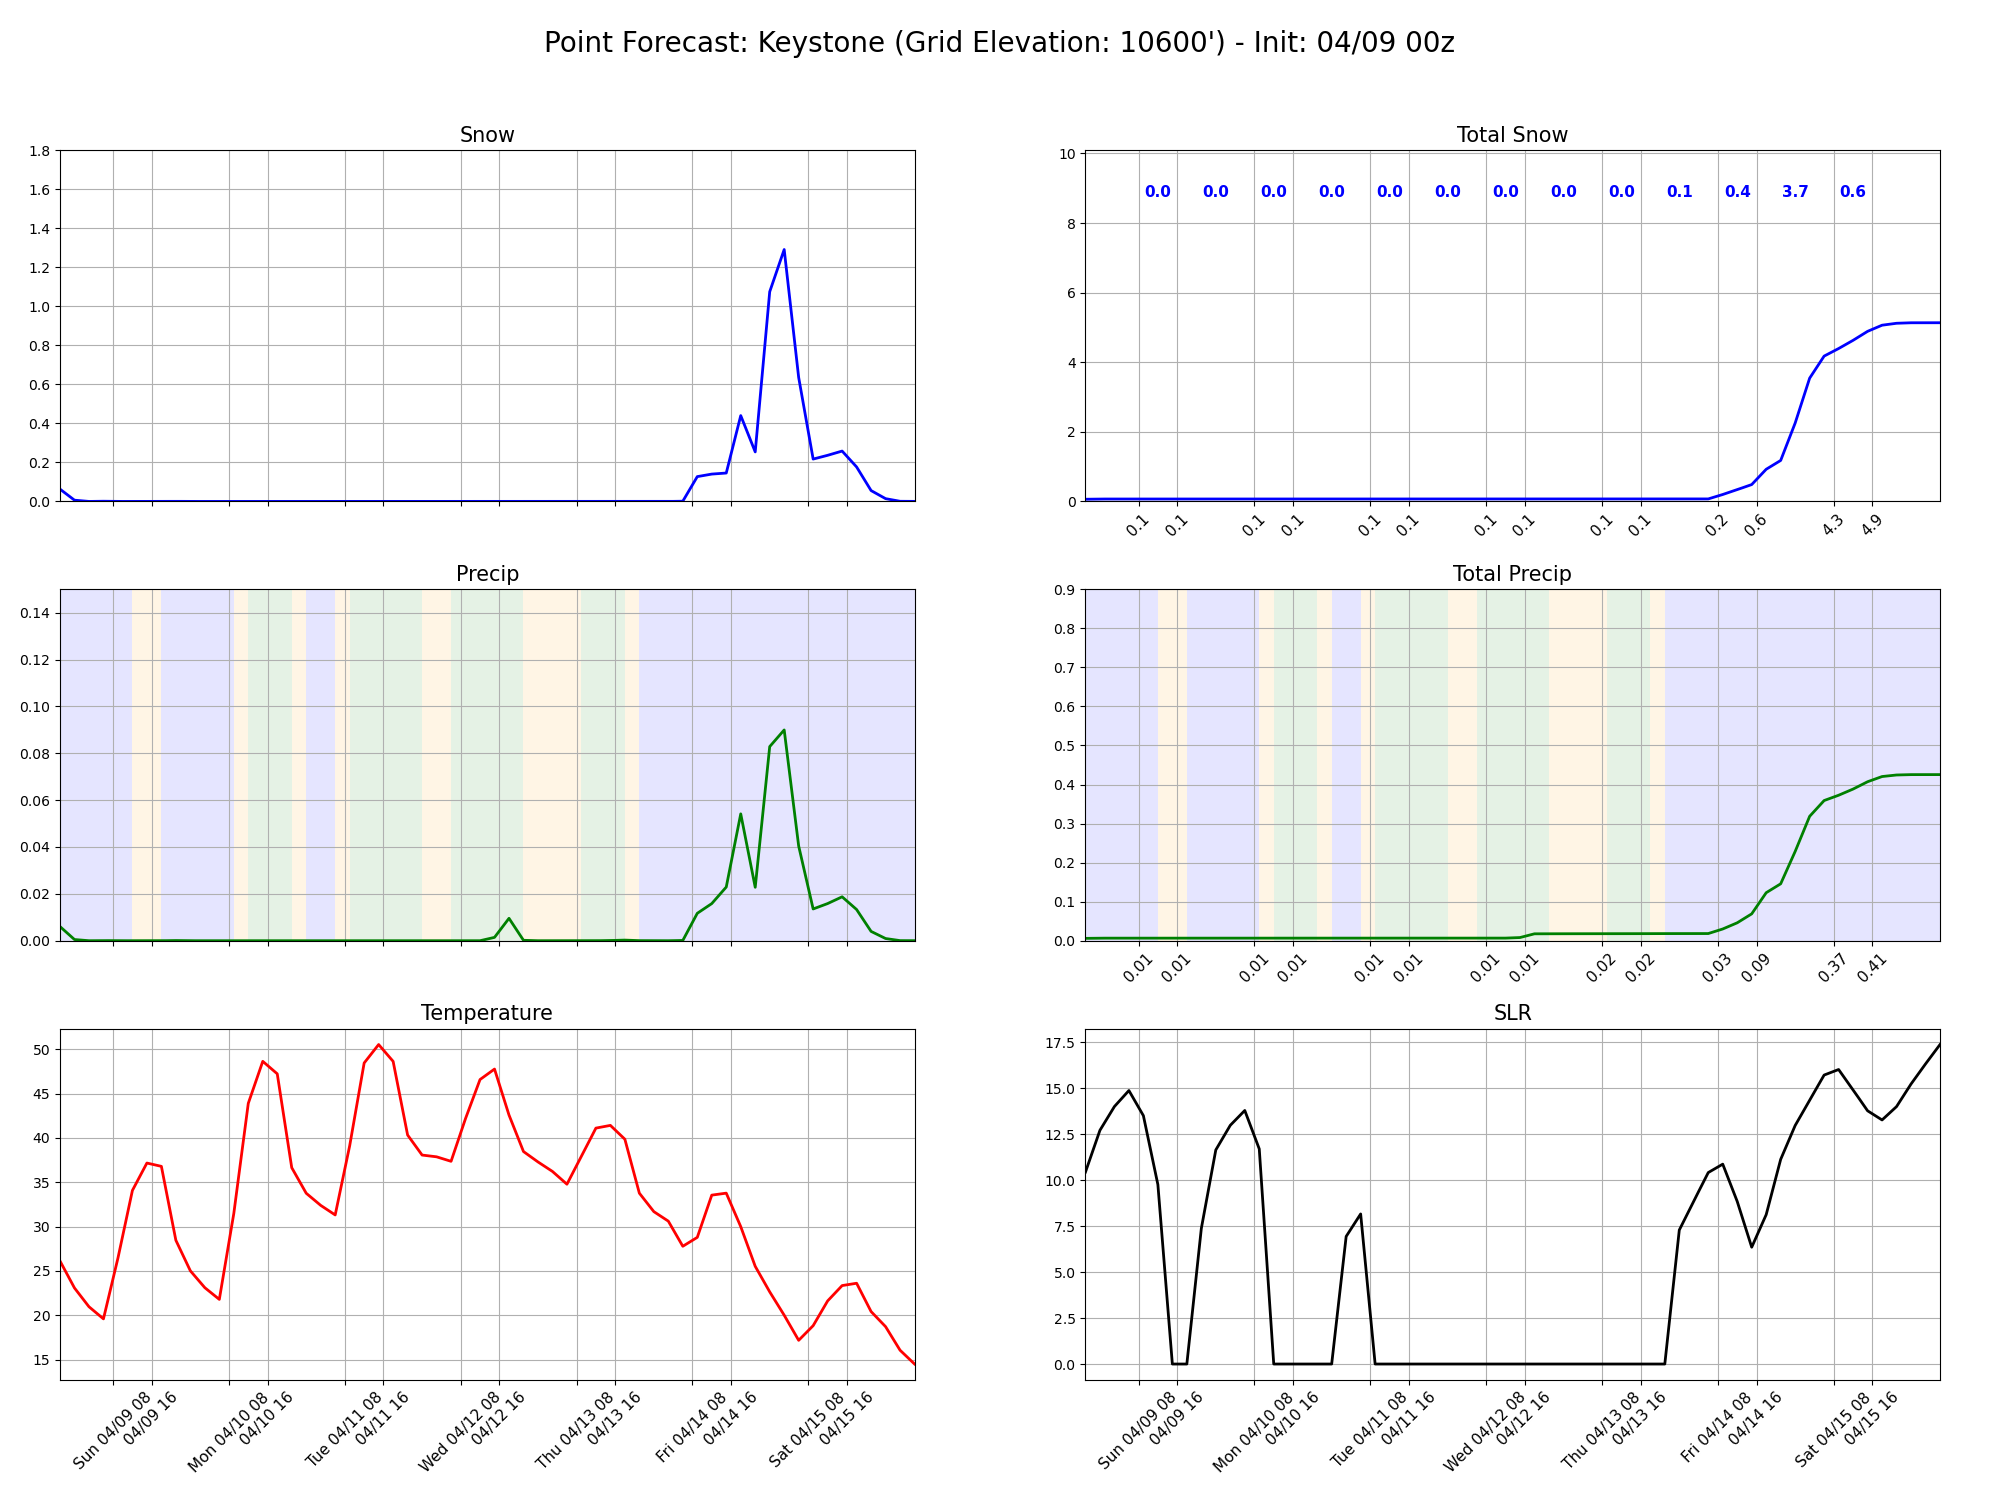 Point Forecast: Keystone (Grid Elevation: 10600') - Init: 04/09 00z
Snow
1.8
1.6
1.4
1.2
1.0
0.8
0.6
0.4
0.2
0.0
Total Snow
10
8
6
4
2
0
0.0 0.0 0.0 0.0 0.0 0.0 0.0 0.0 0.0 0.1 0.4 3.7 0.6
0.1 0.1 0.1 0.1 0.1 0.1 0.1 0.1 0.1 0.1 0.2 0.6 4.3 4.9
Precip
0.14
0.12
0.10
0.08
0.06
0.04
0.02
0.00
Total Precip
0.9
0.8
0.7
0.6
0.5
0.4
0.3
0.2
0.1
0.0
0.01 0.01 0.01 0.01 0.01 0.01 0.01 0.01 0.02 0.02 0.03 0.09 0.37 0.41
Temperature
50
45
40
35
30
25
20
15
Sun 04/09 08
04/09 16
Mon 04/10 08
04/10 16
Tue 04/11 08
04/11 16
Wed 04/12 08
04/12 16
Thu 04/13 08
04/13 16
Fri 04/14 08
04/14 16
Sat 04/15 08
04/15 16
SLR
17.5
15.0
12.5
10.0
7.5
5.0
2.5
0.0
Sun 04/09 08
04/09 16
Mon 04/10 08
04/10 16
Tue 04/11 08
04/11 16
Wed 04/12 08
04/12 16
Thu 04/13 08
04/13 16
Fri 04/14 08
04/14 16
Sat 04/15 08
04/15 16